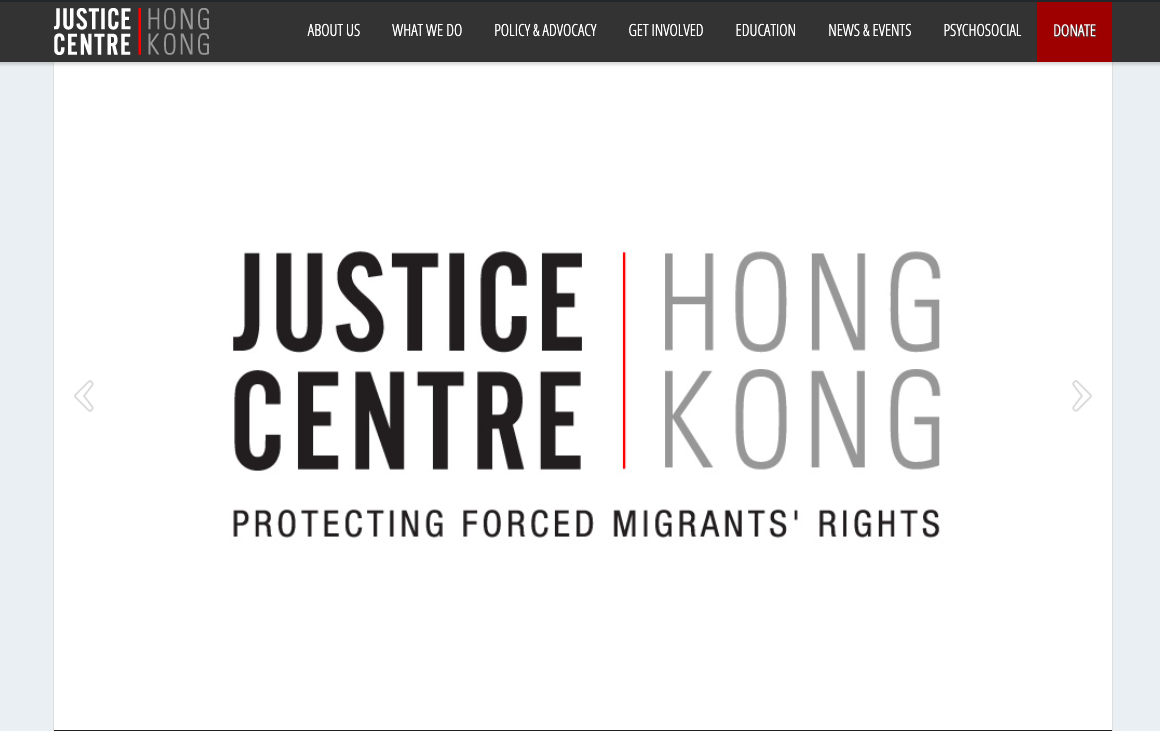 JUSTICE HONG
CENTRE KONG
ABOUT US WHAT WE DO POLICY & ADVOCACY GET INVOLVED EDUCATION NEWS & EVENTS PSYCHOSOCIAL DONATE
JUSTICE HONG
CENTRE KONG
PROTECTING FORCED MIGRANTS' RIGHTS